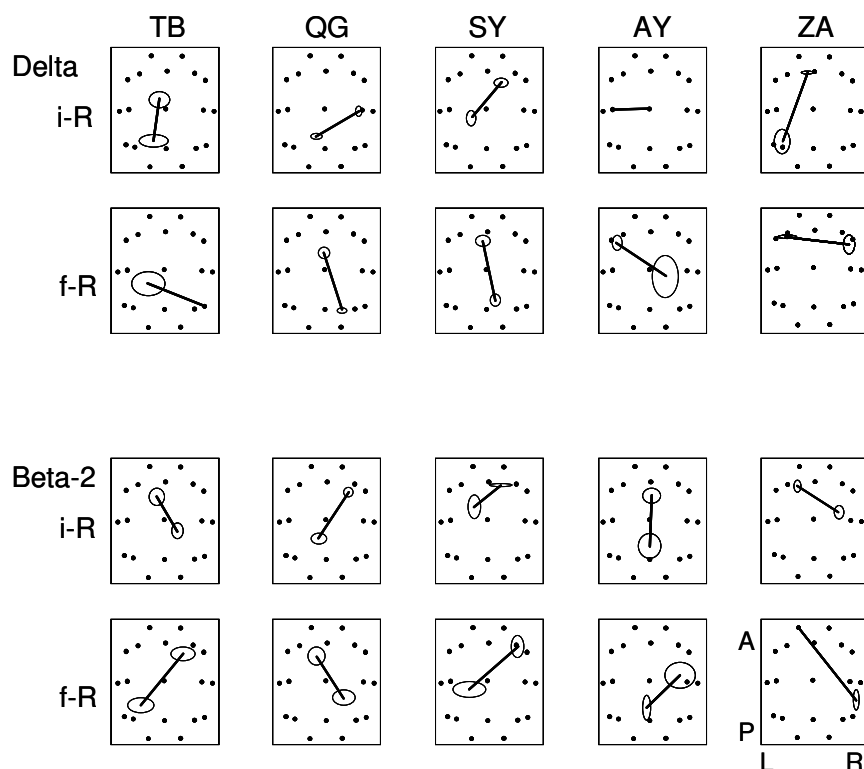 TB QG SY AY ZA
Delta
i-R
f-R
Beta-2
i-R
f-R
A
P
L R